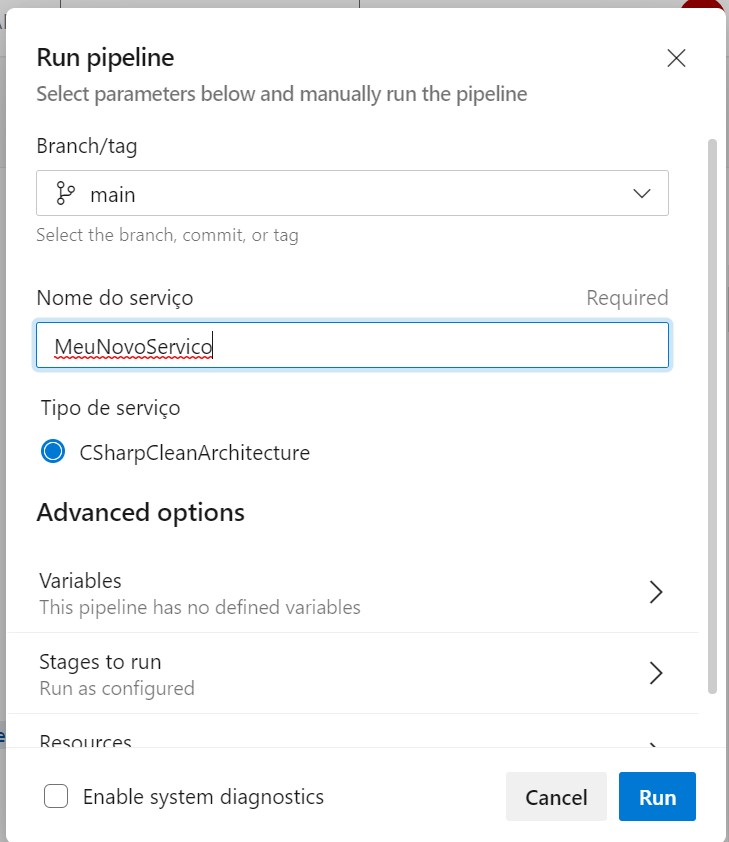 Run pipeline
Select parameters below and manually run the pipeline
Branch/tag
main
Select the branch, commit, or tag
Nome do serviço Required
MeuNovoServico
Tipo de serviço
CSharpCleanArchitecture
Advanced options
Variables
This pipeline has no defined variables
Stages to run
Run as configured
Resources
Enable system diagnostics
Cancel Run